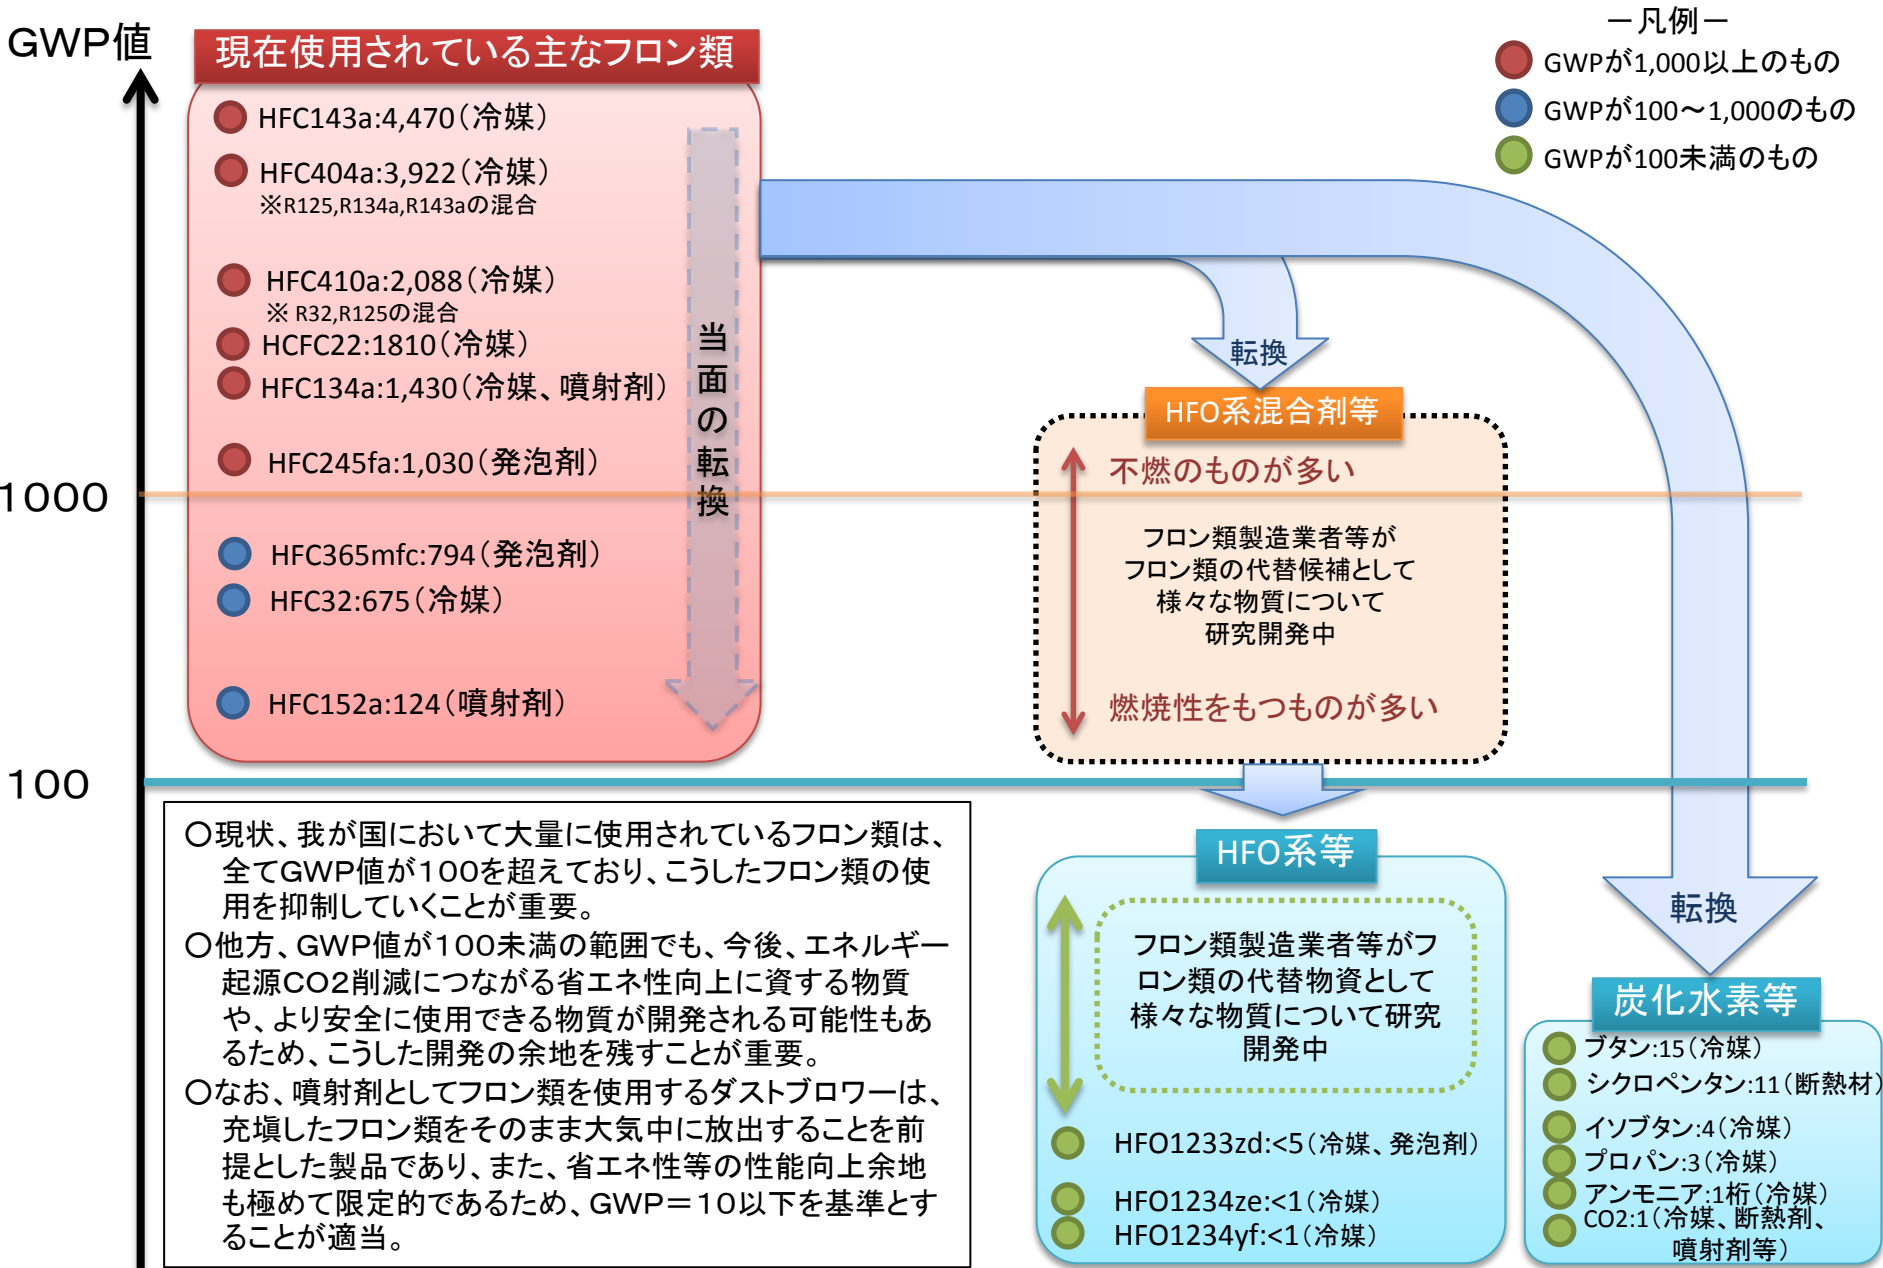 GWP値
現在使用されている主なフロン類
HFC143a:4,470（冷媒）
HFC404a:3,922（冷媒）
※R125,R134a,R143aの混合
HFC410a:2,088（冷媒）
※ R32,R125の混合
HCFC22:1810（冷媒）
HFC134a:1,430（冷媒、噴射剤）
HFC245fa:1,030（発泡剤）
1000
HFC365mfc:794（発泡剤）
HFC32:675（冷媒）
HFC152a:124（噴射剤）
当面の転換
100
－凡例－
GWPが1,000以上のもの
GWPが100～1,000のもの
GWPが100未満のもの
転換
HFO系混合剤等
不燃のものが多い
フロン類製造業者等が
フロン類の代替候補として
様々な物質について
研究開発中
燃焼性をもつものが多い
○現状、我が国において大量に使用されているフロン類は、
全てGWP値が100を超えており、こうしたフロン類の使
用を抑制していくことが重要。
○他方、GWP値が100未満の範囲でも、今後、エネルギー
起源CO2削減につながる省エネ性向上に資する物質
や、より安全に使用できる物質が開発される可能性もあ
るため、こうした開発の余地を残すことが重要。
○なお、噴射剤としてフロン類を使用するダストブロワーは、
充塡したフロン類をそのまま大気中に放出することを前
提とした製品であり、また、省エネ性等の性能向上余地
も極めて限定的であるため、GWP＝10以下を基準とす
ることが適当。
HFO系等
フロン類製造業者等がフ
ロン類の代替物資として
様々な物質について研究
開発中
HFO1233zd:<5（冷媒、発泡剤）
HFO1234ze:<1（冷媒）
HFO1234yf:<1（冷媒）
転換
炭化水素等
ブタン:15（冷媒）
シクロペンタン:11（断熱材）
イソブタン:4（冷媒）
プロパン:3（冷媒）
アンモニア:1桁（冷媒）
CO2:1（冷媒、断熱剤、
噴射剤等）